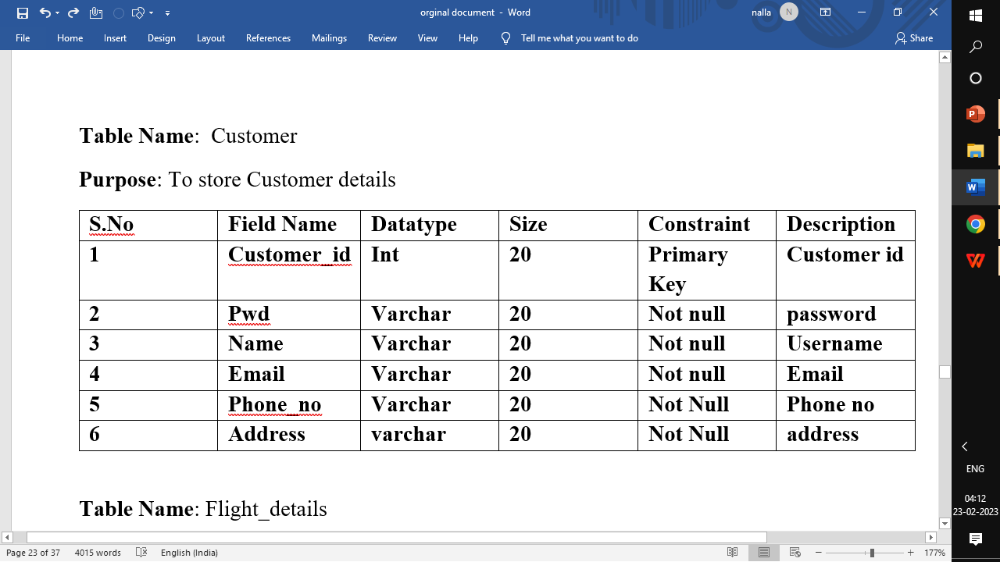 orginal document - Word
nalla N
File Home Insert Design Layout References Mailings Review View Help Tell me what you want to do Share
Table Name: Customer
Purpose: To store Customer details
S.No Field Name Datatype Size Constraint Description
1 Customer_id Int 20 Primary Key Customer id
2 Pwd Varchar 20 Not null password
3 Name Varchar 20 Not null Username
4 Email Varchar 20 Not null Email
5 Phone_no Varchar 20 Not Null Phone no
6 Address varchar 20 Not Null address
Table Name: Flight_details
Page 23 of 37 4015 words English (India) 177%
P
W
W
ENG
04:12
23-02-2023